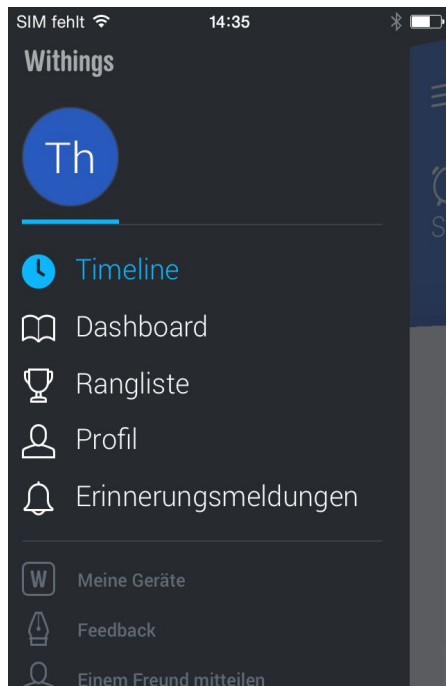 SIM fehlt 14:35
Withings
Th
Timeline
Dashboard
Rangliste
Profil
Erinnerungsmeldungen
W Meine Geräte
Feedback
Einem Freund mitteilen
S